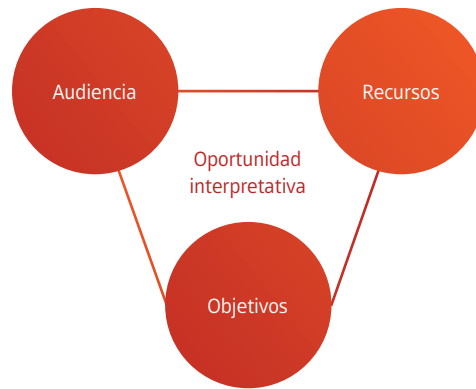 Audiencia
Recursos
Oportunidad
interpretativa
Objetivos